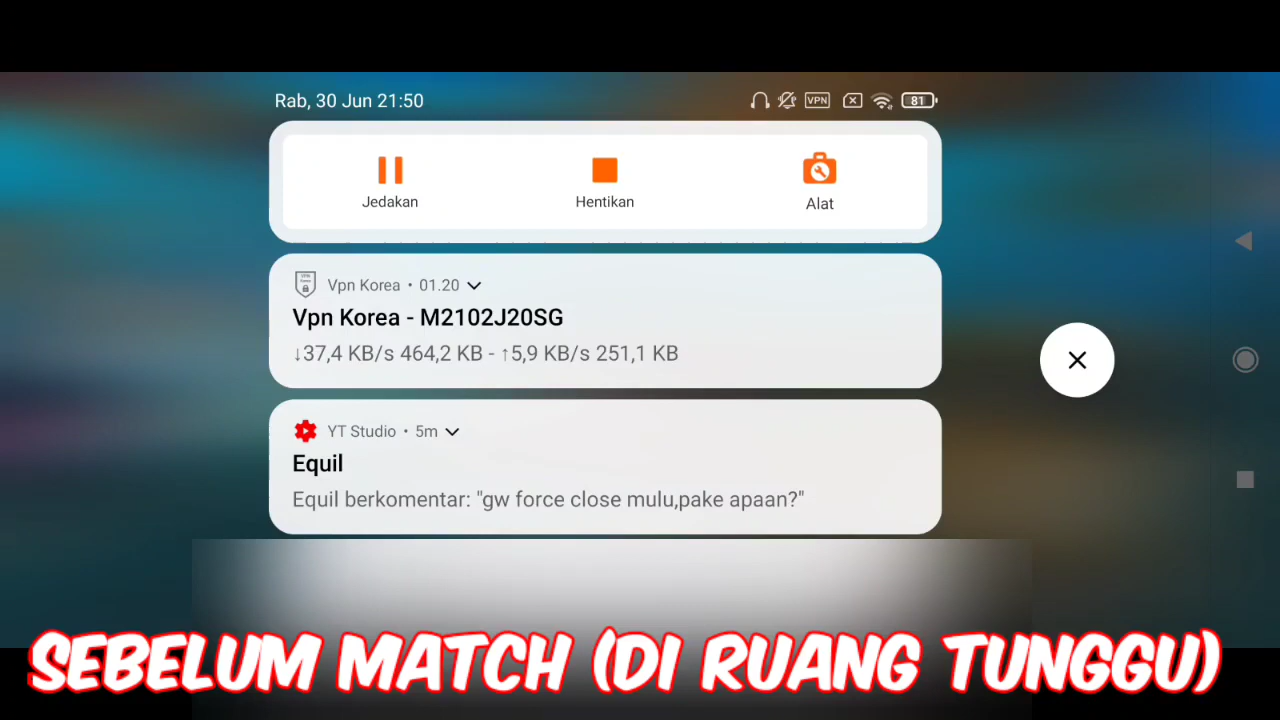 Rab, 30 Jun 21:50
VPN
81
Jedakan
Hentikan
Alat
Vpn Korea • 01.20
Vpn Korea - M2102J20SG
↓37,4 KB/s 464,2 KB - ↑5,9 KB/s 251,1 KB
YT Studio • 5m
Equil
Equil berkomentar: "gw force close mulu,pake apaan?"
SEBELUM MATCH (DI RUANG TUNGGU)